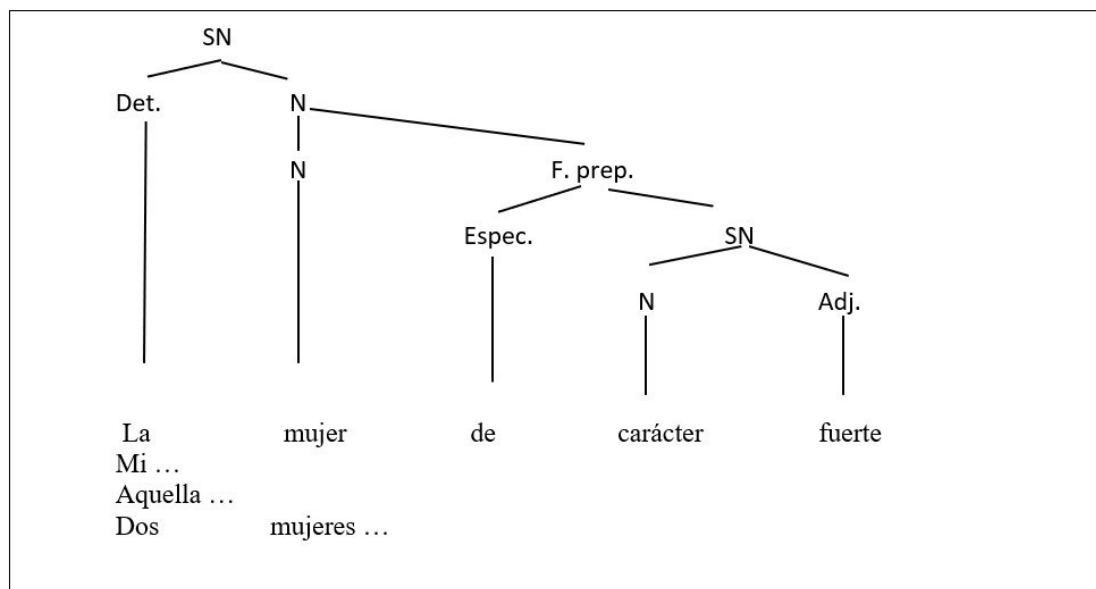 SN
Det. N
N F. prep.
Espec. SN
N Adj.
La mujer de carácter fuerte
Mi …
Aquella …
Dos mujeres …